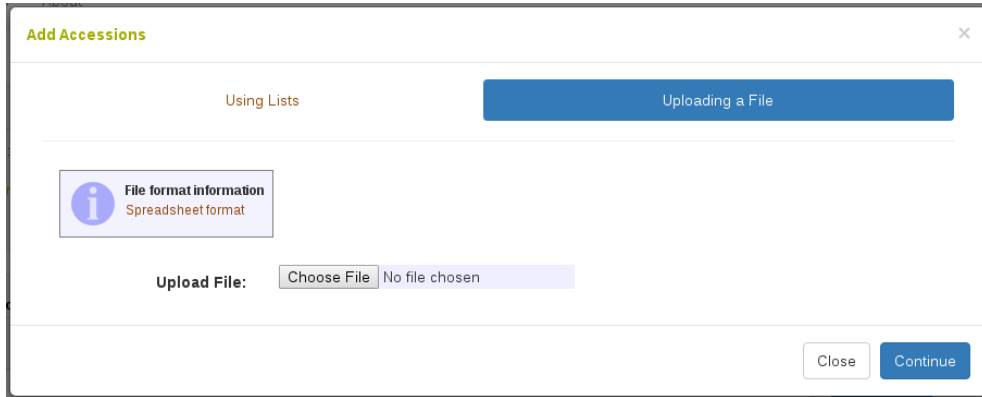 Add Accessions
×
Using Lists
Uploading a File
File format information
Spreadsheet format
Upload File:
Choose File No file chosen
Close
Continue